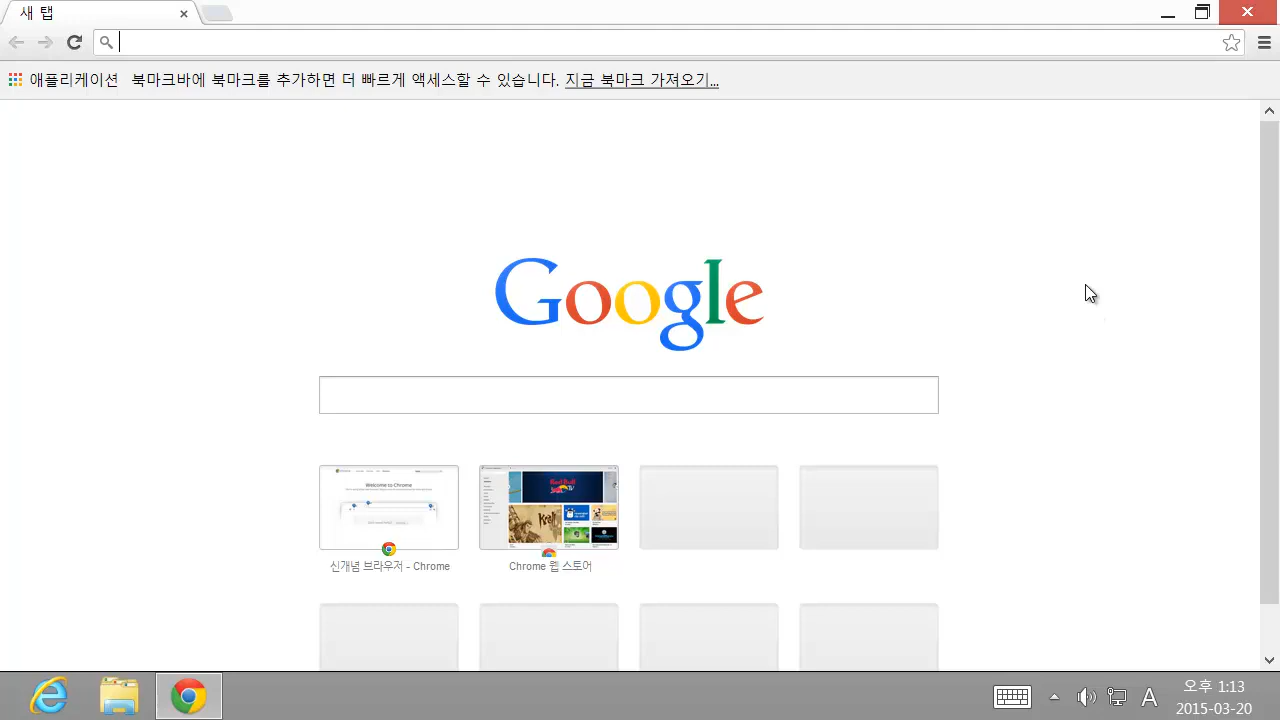 새 탭
애플리케이션 북마크바에 북마크를 추가하면 더 빠르게 액세스할 수 있습니다. 지금 북마크 가져오기...
Google
Welcome to Chrome
Red Bull
TV
신개념 브라우저 - Chrome
Chrome 웹 스토어
A
오후 1:13
2015-03-20